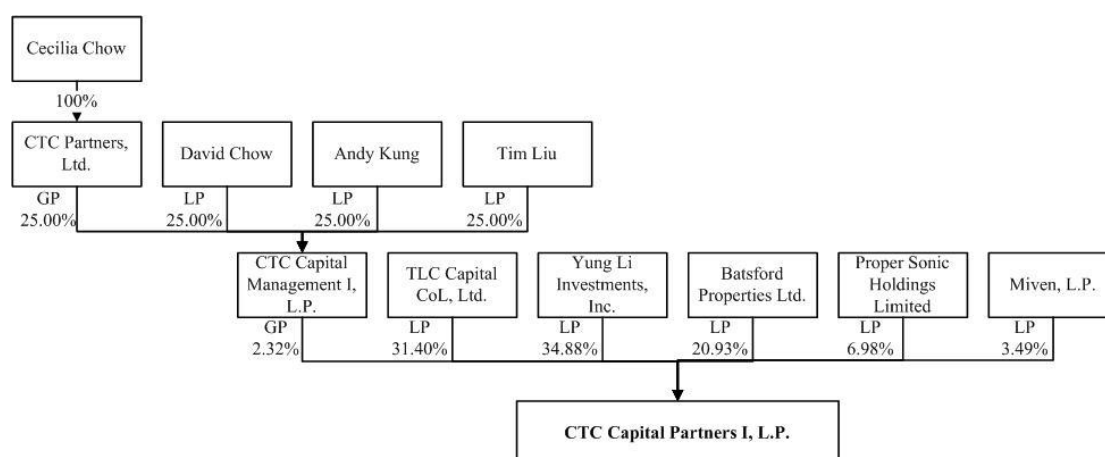 Cecilia Chow
100%
CTC Partners,
Ltd.
David Chow
Andy Kung
Tim Liu
GP
25.00%
LP
25.00%
LP
25.00%
LP
25.00%
CTC Capital
Management I,
L.P.
TLC Capital
CoL, Ltd.
Yung Li
Investments,
Inc.
Batsford
Properties Ltd.
Proper Sonic
Holdings
Limited
Miven, L.P.
GP
2.32%
LP
31.40%
LP
34.88%
LP
20.93%
LP
6.98%
LP
3.49%
CTC Capital Partners I, L.P.